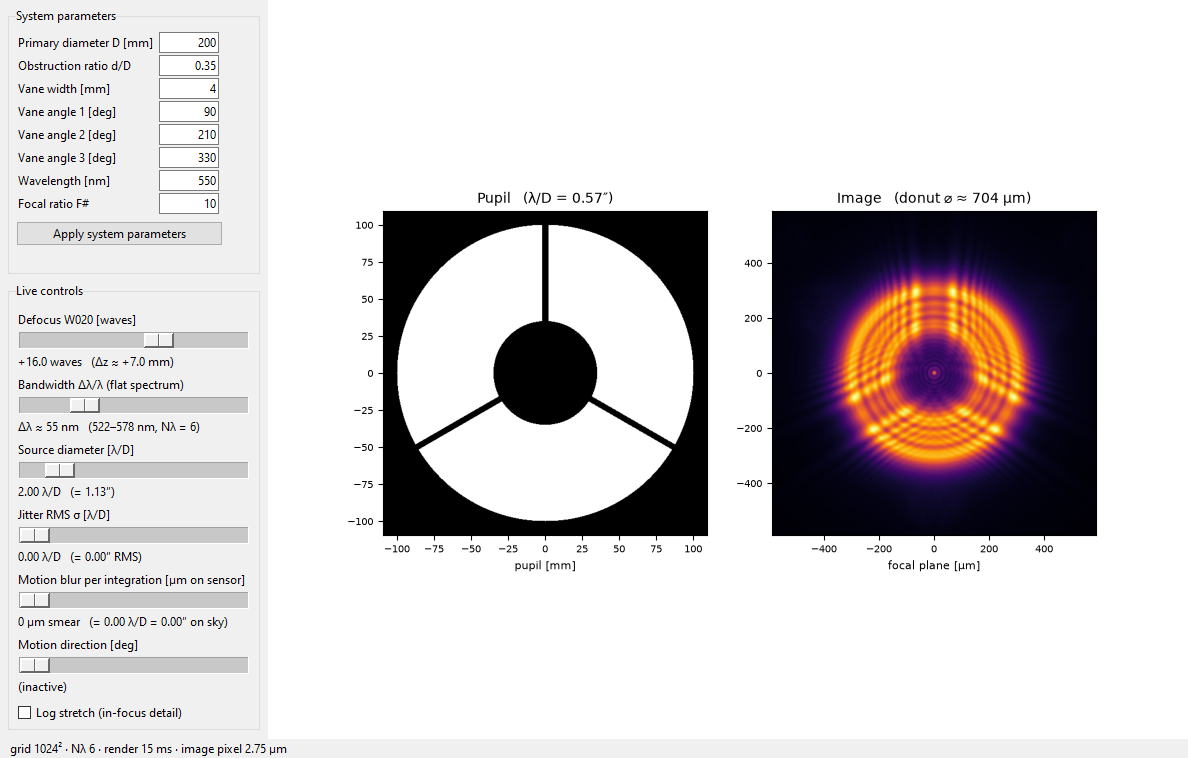 System parameters
Primary diameter D [mm] 200
Obstruction ratio d/D 0.35
Vane width [mm] 4
Vane angle 1 [deg] 90
Vane angle 2 [deg] 210
Vane angle 3 [deg] 330
Wavelength [nm] 550
Focal ratio F# 10
Apply system parameters
Live controls
Defocus W020 [waves]
+16.0 waves (Δz ≈ +7.0 mm)
Bandwidth Δλ/λ (flat spectrum)
Δλ ≈ 55 nm (522–578 nm, Nλ = 6)
Source diameter [λ/D]
2.00 λ/D (= 1.13″)
Jitter RMS σ [λ/D]
0.00 λ/D (= 0.00″ RMS)
Motion blur per integration [µm on sensor]
0 µm smear (= 0.00 λ/D = 0.00″ on sky)
Motion direction [deg]
(inactive)
Log stretch (in-focus detail)
Pupil (λ/D = 0.57″)
100
75
50
25
0
−25
−50
−75
−100
−100 −75 −50 −25 0 25 50 75 100
pupil [mm]
Image (donut ⌀ ≈ 704 µm)
400
200
0
−200
−400
−400 −200 0 200 400
focal plane [µm]
grid 1024² · Nλ 6 · render 15 ms · image pixel 2.75 µm